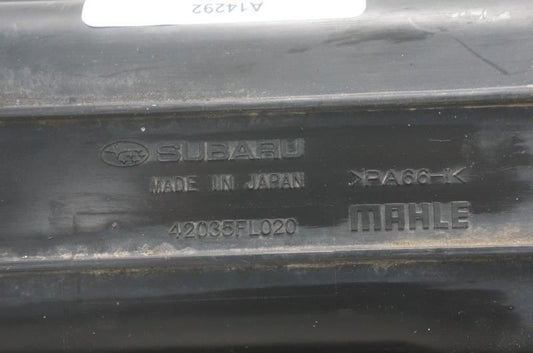 A14292
SUBARU
MADE IN JAPAN
42035FL020
>PA66-K
MAHLE